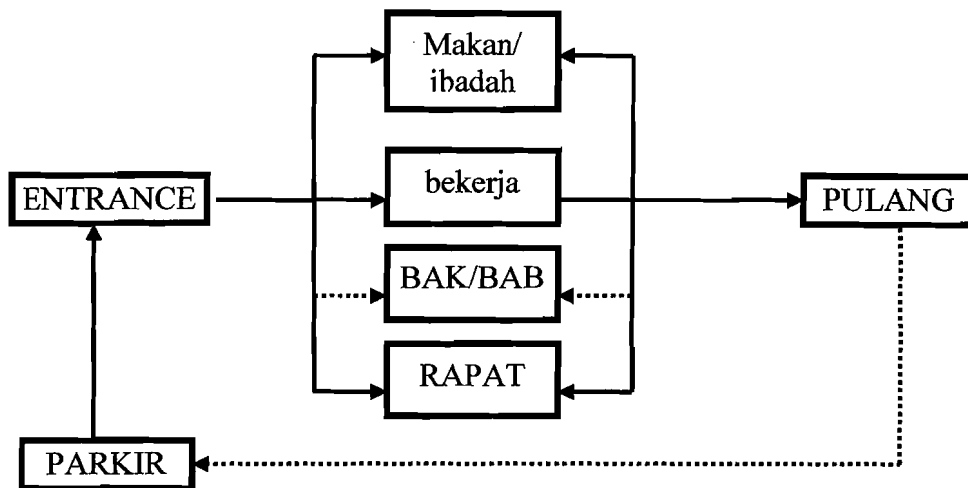 Makan/
ibadah
ENTRANCE
bekerja
PULANG
BAK/BAB
RAPAT
PARKIR